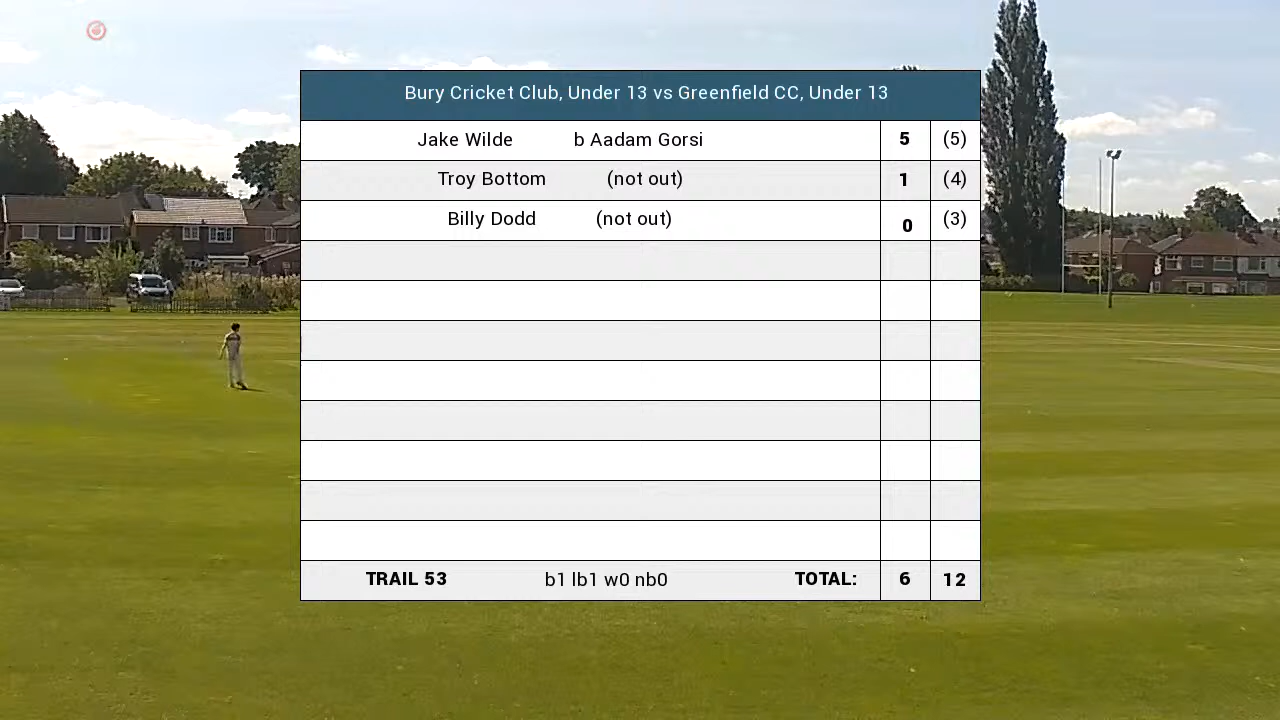 Bury Cricket Club, Under 13 vs Greenfield CC, Under 13
Jake Wilde b Aadam Gorsi 5 (5)
Troy Bottom (not out) 1 (4)
Billy Dodd (not out) 0 (3)
TRAIL 53 b1 lb1 w0 nb0 TOTAL: 6 12